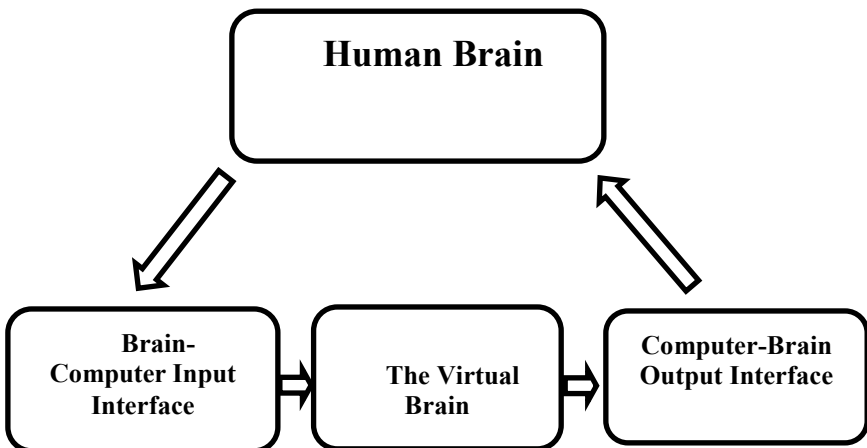 Human Brain
Brain-
Computer Input
Interface
The Virtual
Brain
Computer-Brain
Output Interface